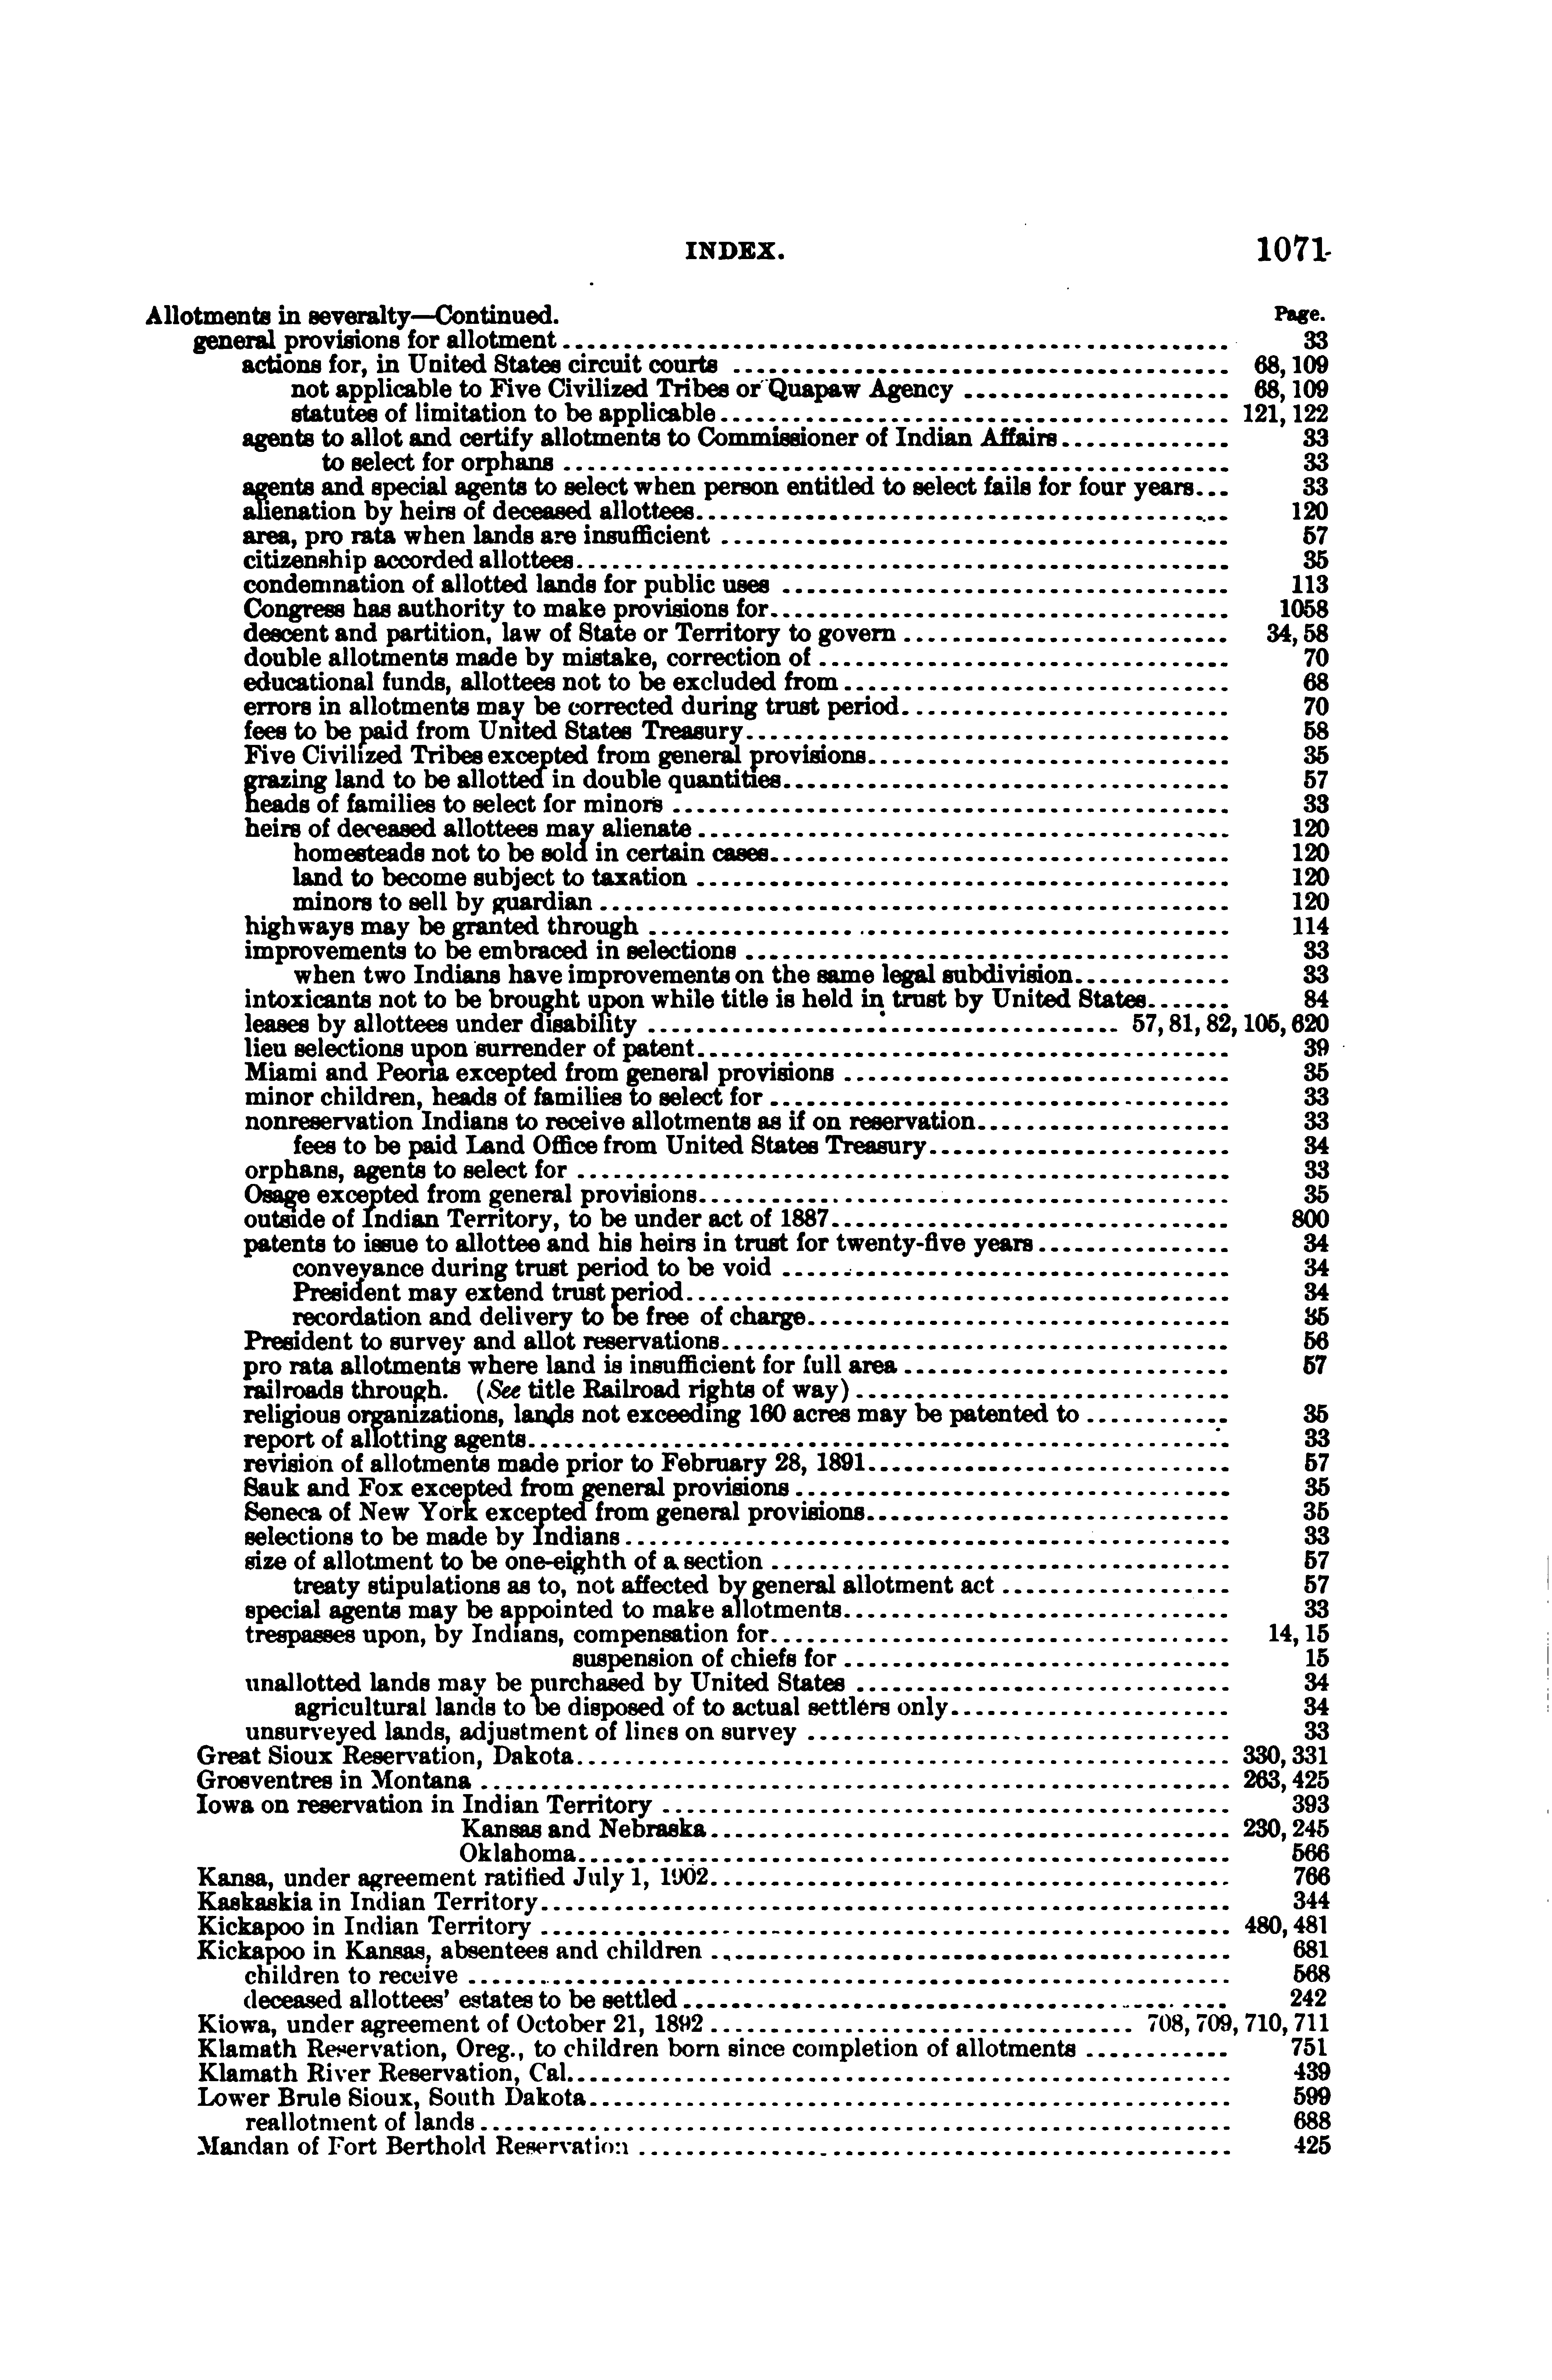 INDEX. 1071
Allotments in severalty—Continued. Page.
general provisions for allotment 33
actions for, in United States circuit courts 68, 109
not applicable to Five Civilized Tribes or Quapaw Agency 68, 109
statutes of limitation to be applicable 121, 122
agents to allot and certify allotments to Commissioner of Indian Affairs 33
to select for orphans 33
agents and special agents to select when person entitled to select fails for four years 33
alienation by heirs of deceased allottees 120
area, pro rata when lands are insufficient 57
citizenship accorded allottees 35
condemnation of allotted lands for public uses 113
Congress has authority to make provisions for 1058
descent and partition, law of State or Territory to govern 34, 58
double allotments made by mistake, correction of 70
educational funds, allottees not to be excluded from 68
errors in allotments may be corrected during trust period 70
fees to be paid from United States Treasury 58
Five Civilized Tribes excepted from general provisions 35
grazing land to be allotted in double quantities 57
heads of families to select for minors 33
heirs of deceased allottees may alienate 120
homesteads not to be sold in certain cases 120
land to become subject to taxation 120
minors to sell by guardian 120
highways may be granted through 114
improvements to be embraced in selections 33
when two Indians have improvements on the same legal subdivision 33
intoxicants not to be brought upon while title is held in trust by United States 84
leases by allottees under disability 57, 81, 82, 105, 620
lieu selections upon surrender of patent 39
Miami and Peoria excepted from general provisions 35
minor children, heads of families to select for 33
nonreservation Indians to receive allotments as if on reservation 33
fees to be paid Land Office from United States Treasury 34
orphans, agents to select for 33
Osage excepted from general provisions 35
outside of Indian Territory, to be under act of 1887 800
patents to issue to allottee and his heirs in trust for twenty-five years 34
conveyance during trust period to be void 34
President may extend trust period 34
recordation and delivery to be free of charge 35
President to survey and allot reservations 56
pro rata allotments where land is insufficient for full area 57
railroads through. (See title Railroad rights of way)
religious organizations, lands not exceeding 160 acres may be patented to 35
report of allotting agents 33
revision of allotments made prior to February 28, 1891 57
Sauk and Fox excepted from general provisions 35
Seneca of New York excepted from general provisions 35
selections to be made by Indians 33
size of allotment to be one-eighth of a section 57
treaty stipulations as to, not affected by general allotment act 57
special agents may be appointed to make allotments 33
trespasses upon, by Indians, compensation for 14, 15
suspension of chiefs for 15
unallotted lands may be purchased by United States 34
agricultural lands to be disposed of to actual settlers only 34
unsurveyed lands, adjustment of lines on survey 33
Great Sioux Reservation, Dakota 330, 331
Grosventres in Montana 263, 425
Iowa on reservation in Indian Territory 393
Kansas and Nebraska 230, 245
Oklahoma 566
Kansa, under agreement ratified July 1, 1902 766
Kaskaskia in Indian Territory 344
Kickapoo in Indian Territory 480, 481
Kickapoo in Kansas, absentees and children 681
children to receive 568
deceased allottees' estates to be settled 242
Kiowa, under agreement of October 21, 1892 708, 709, 710, 711
Klamath Reservation, Oreg., to children born since completion of allotments 751
Klamath River Reservation, Cal 439
Lower Brule Sioux, South Dakota 599
reallotment of lands 688
Mandan of Fort Berthold Reservation 425